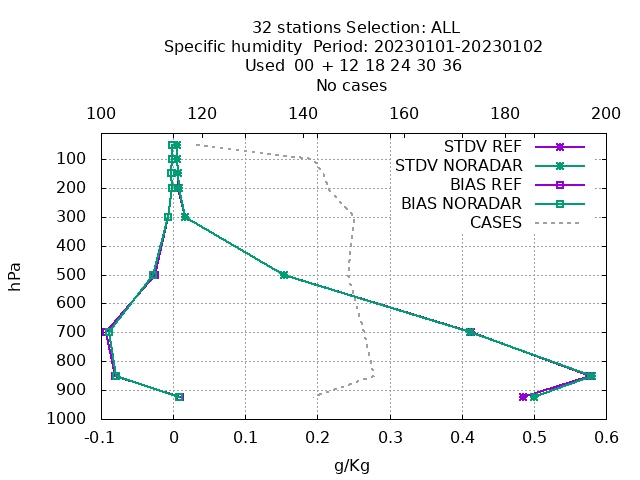 32 stations Selection: ALL
Specific humidity  Period: 20230101-20230102
Used  00 + 12 18 24 30 36
No cases
100 120 140 160 180 200
STDV REF
STDV NORADAR
BIAS REF
BIAS NORADAR
CASES
100
200
300
400
500
600
700
800
900
1000
hPa
-0.1 0 0.1 0.2 0.3 0.4 0.5 0.6
g/Kg